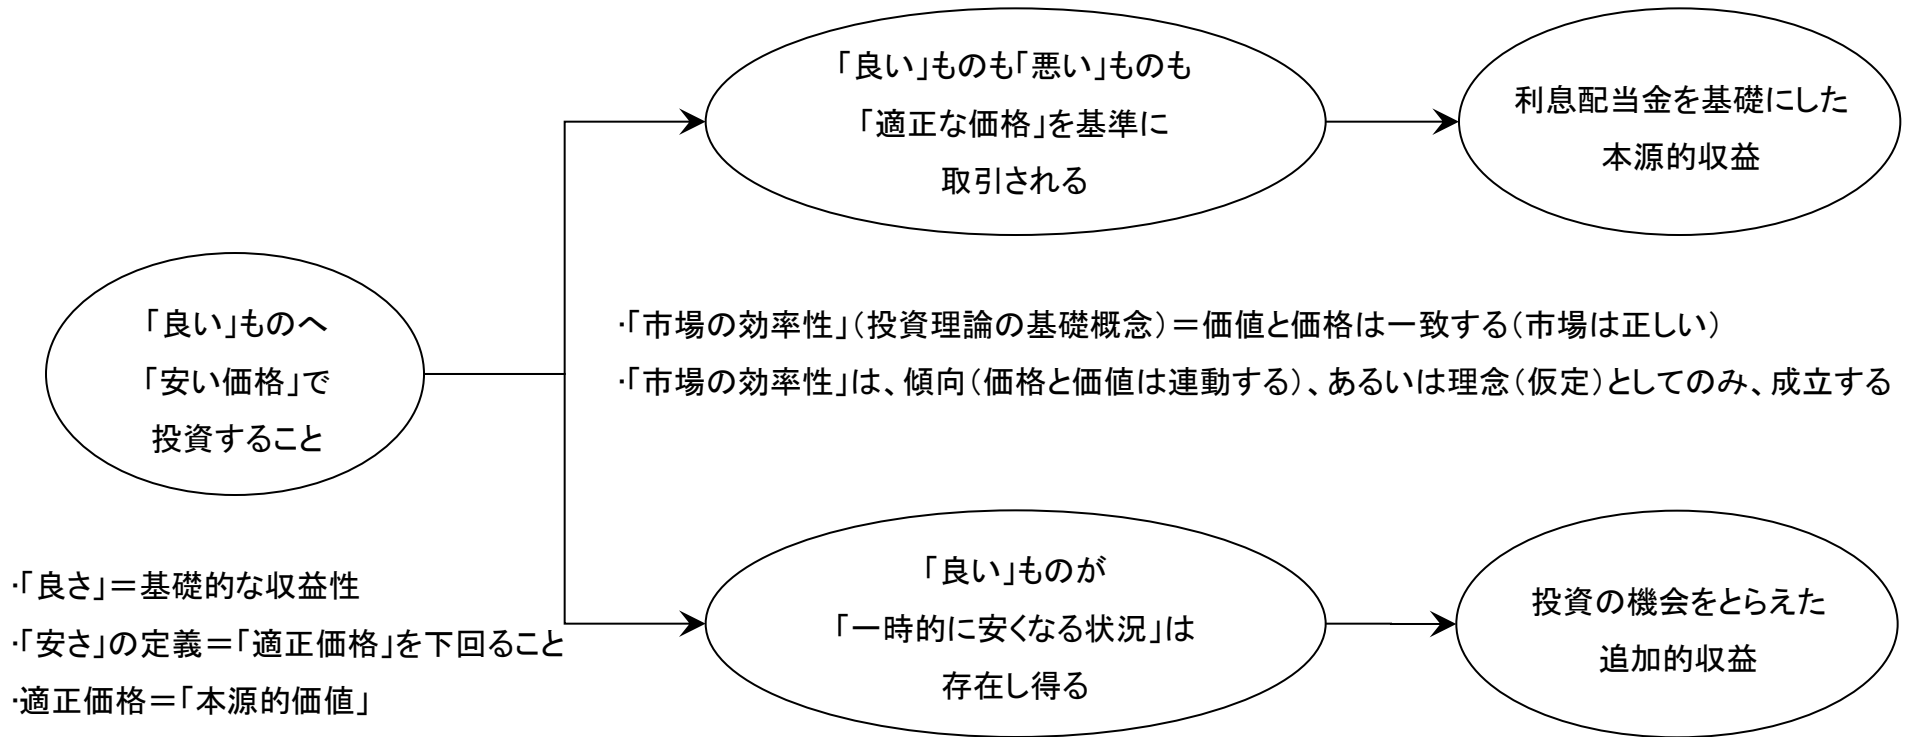 「良い」ものも「悪い」ものも
「適正な価格」を基準に
取引される
利息配当金を基礎にした
本源的収益
「良い」ものへ
「安い価格」で
投資すること
・「市場の効率性」(投資理論の基礎概念)＝価値と価格は一致する(市場は正しい)
・「市場の効率性」は、傾向(価格と価値は連動する)、あるいは理念(仮定)としてのみ、成立する
・「良さ」＝基礎的な収益性
・「安さ」の定義＝「適正価格」を下回ること
・適正価格＝「本源的価値」
「良い」ものが
「一時的に安くなる状況」は
存在し得る
投資の機会をとらえた
追加的収益